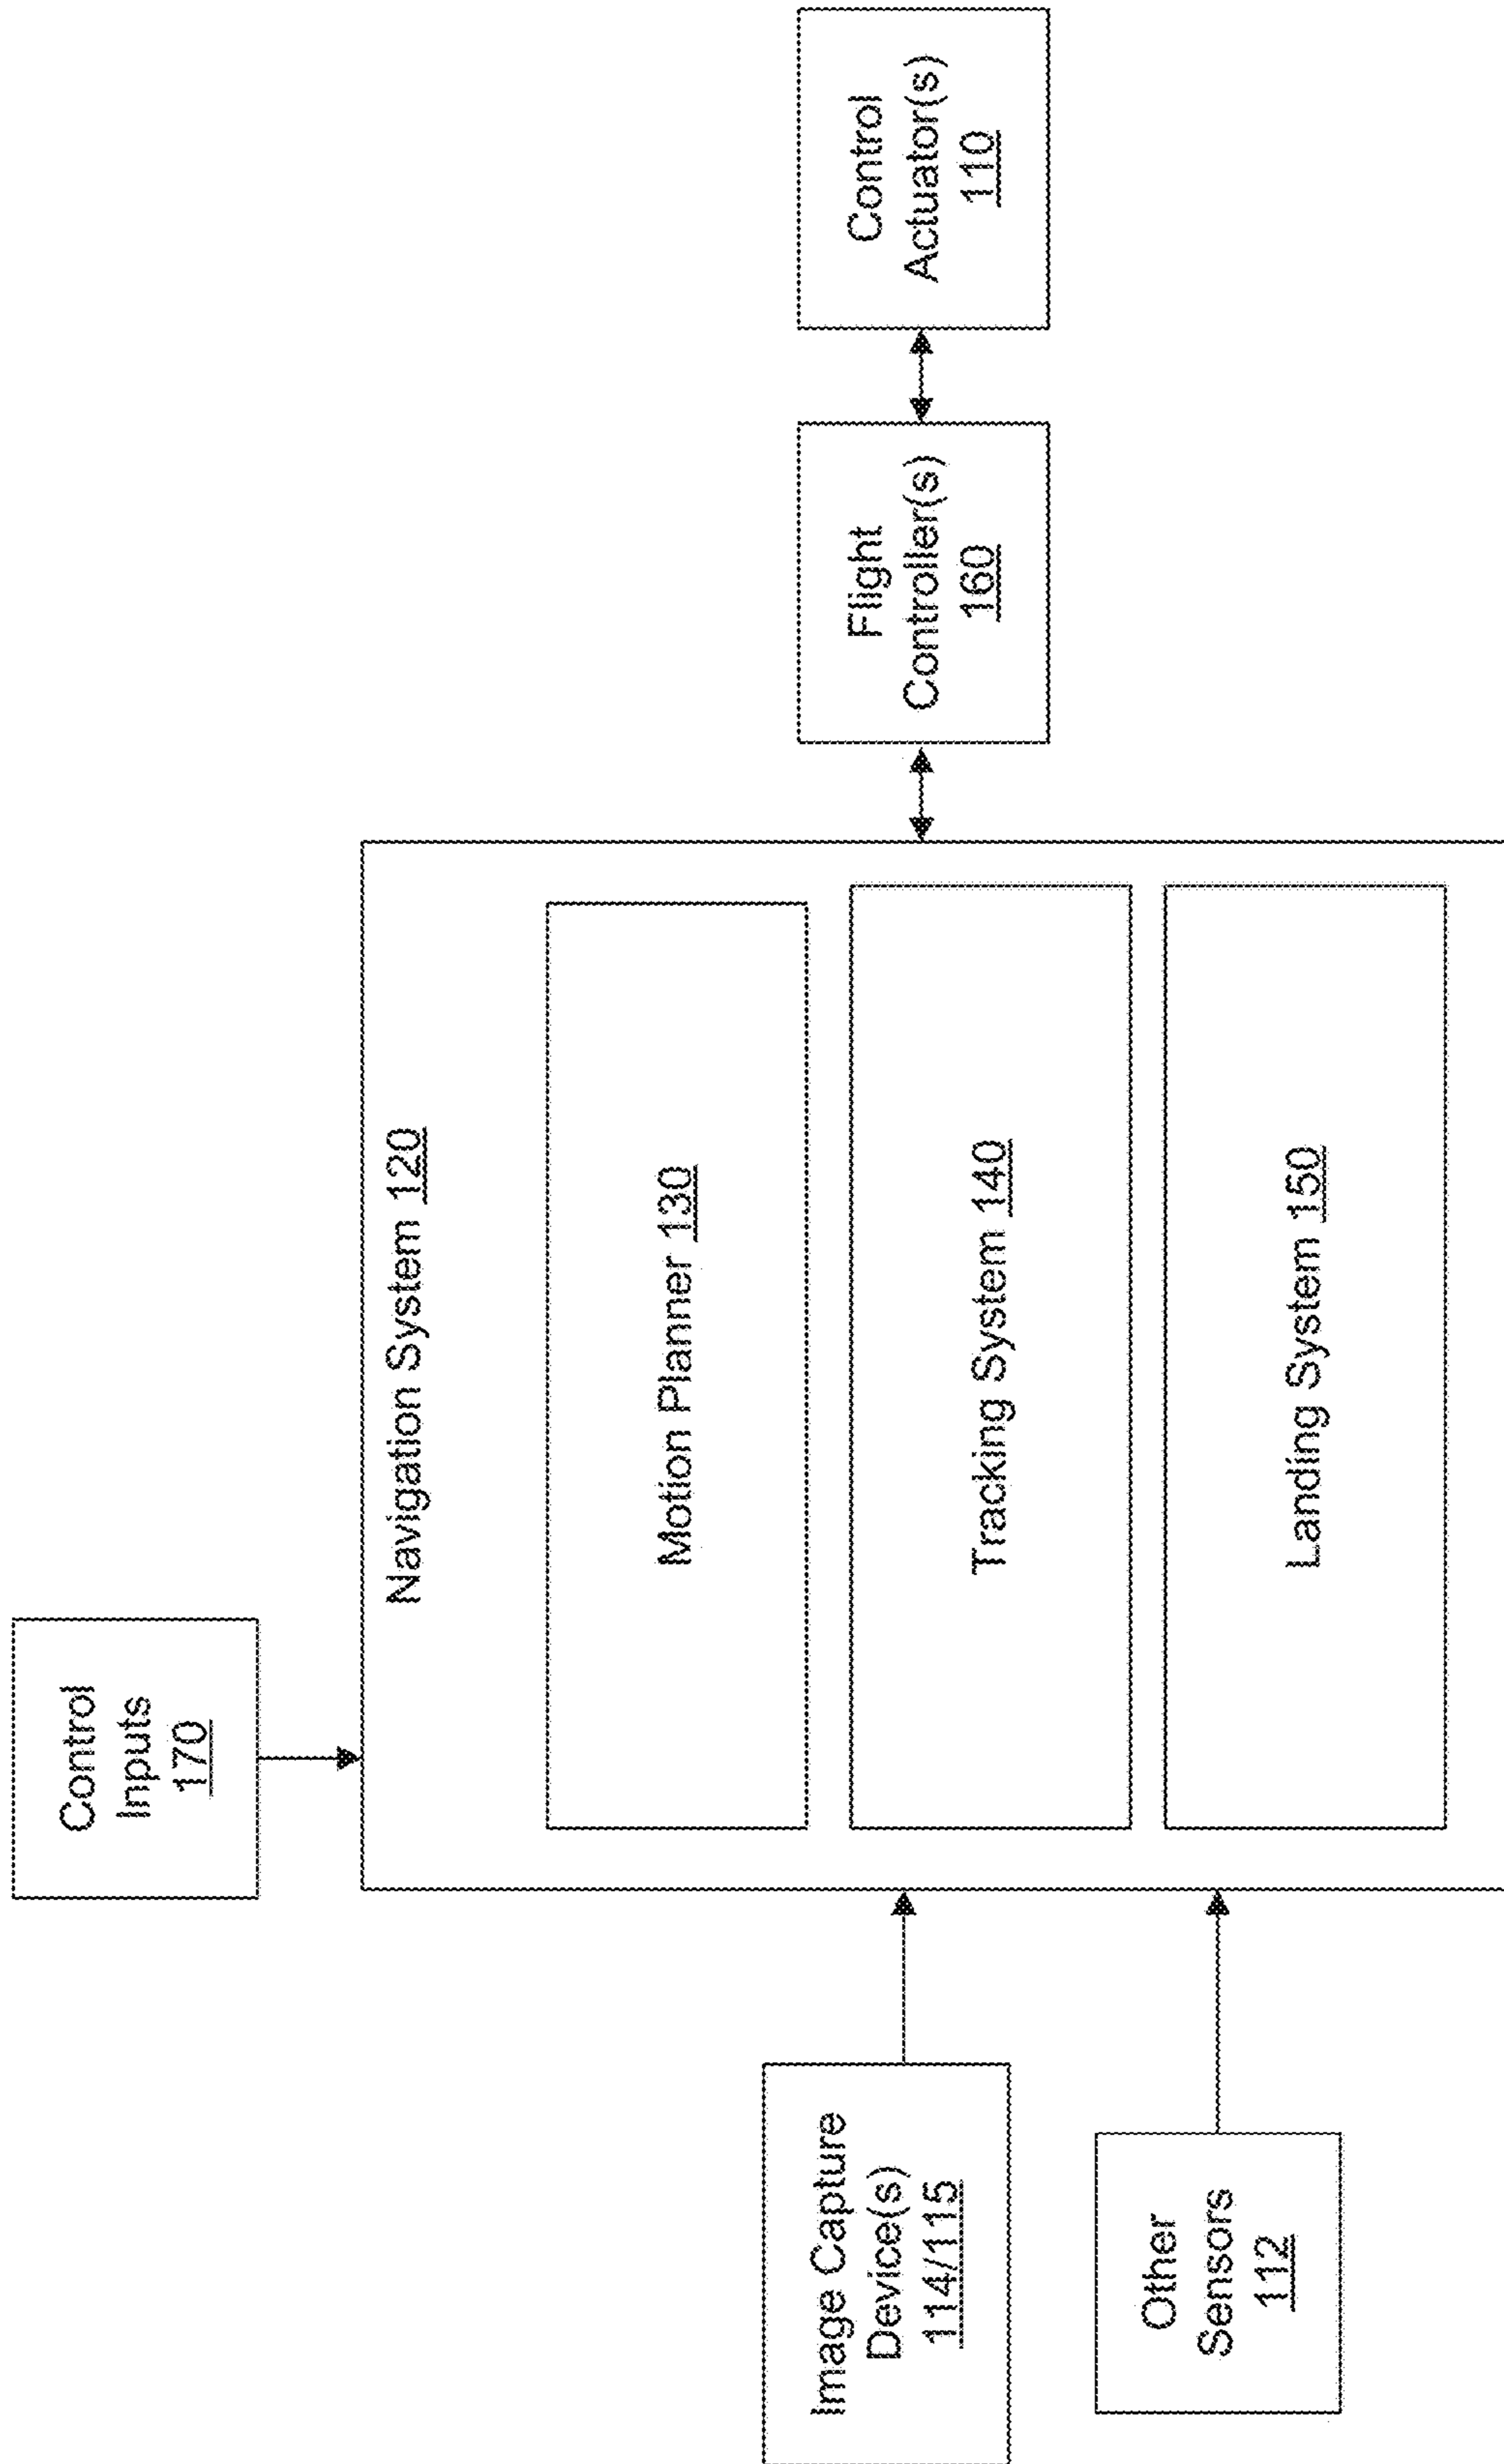 Control
Inputs
170
Navigation System 120
Motion Planner 130
Tracking System 140
Landing System 150
Image Capture
Device(s)
114/115
Other
Sensors
112
Flight
Controller(s)
160
Control
Actuator(s)
110